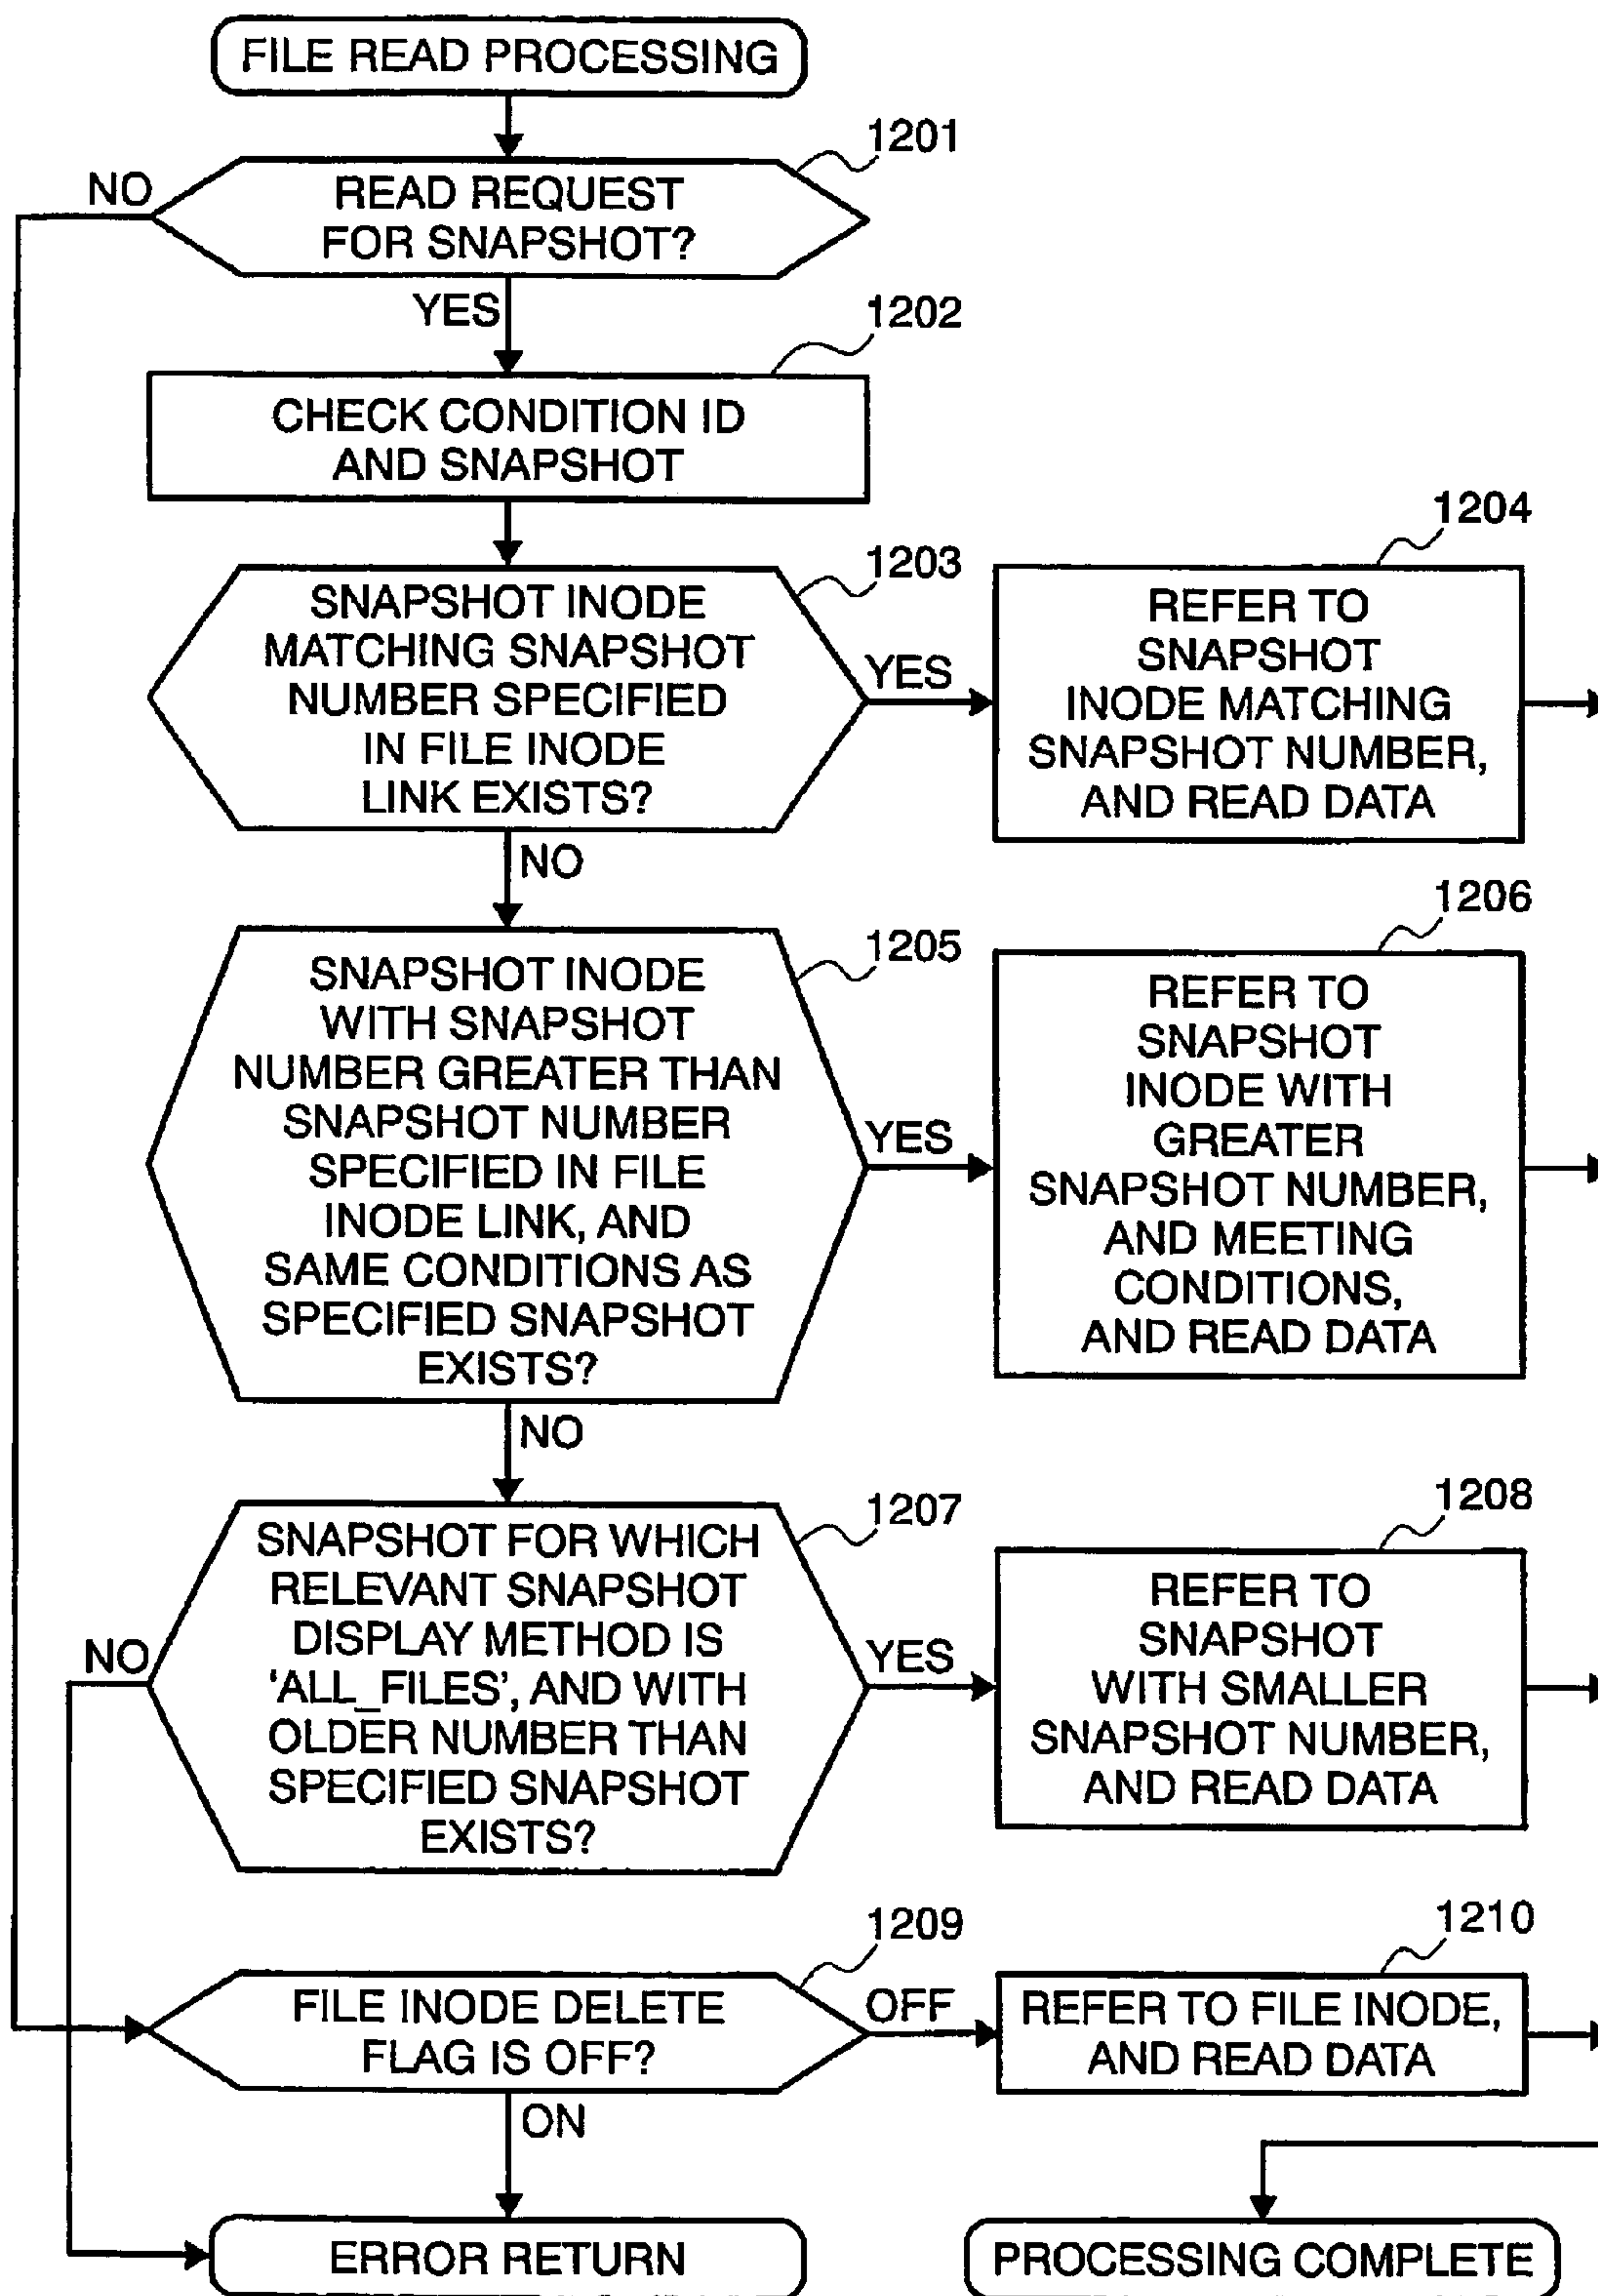 FILE READ PROCESSING
1201
NO
READ REQUEST
FOR SNAPSHOT?
YES
1202
CHECK CONDITION ID
AND SNAPSHOT
1203
SNAPSHOT INODE
MATCHING SNAPSHOT
NUMBER SPECIFIED
IN FILE INODE
LINK EXISTS?
YES
1204
REFER TO
SNAPSHOT
INODE MATCHING
SNAPSHOT NUMBER,
AND READ DATA
NO
1205
SNAPSHOT INODE
WITH SNAPSHOT
NUMBER GREATER THAN
SNAPSHOT NUMBER
SPECIFIED IN FILE
INODE LINK, AND
SAME CONDITIONS AS
SPECIFIED SNAPSHOT
EXISTS?
YES
1206
REFER TO
SNAPSHOT
INODE WITH
GREATER
SNAPSHOT NUMBER,
AND MEETING
CONDITIONS,
AND READ DATA
NO
1207
SNAPSHOT FOR WHICH
RELEVANT SNAPSHOT
DISPLAY METHOD IS
'ALL_FILES', AND WITH
OLDER NUMBER THAN
SPECIFIED SNAPSHOT
EXISTS?
NO
YES
1208
REFER TO
SNAPSHOT
WITH SMALLER
SNAPSHOT NUMBER,
AND READ DATA
1209
FILE INODE DELETE
FLAG IS OFF?
OFF
1210
REFER TO FILE INODE,
AND READ DATA
ON
ERROR RETURN
PROCESSING COMPLETE